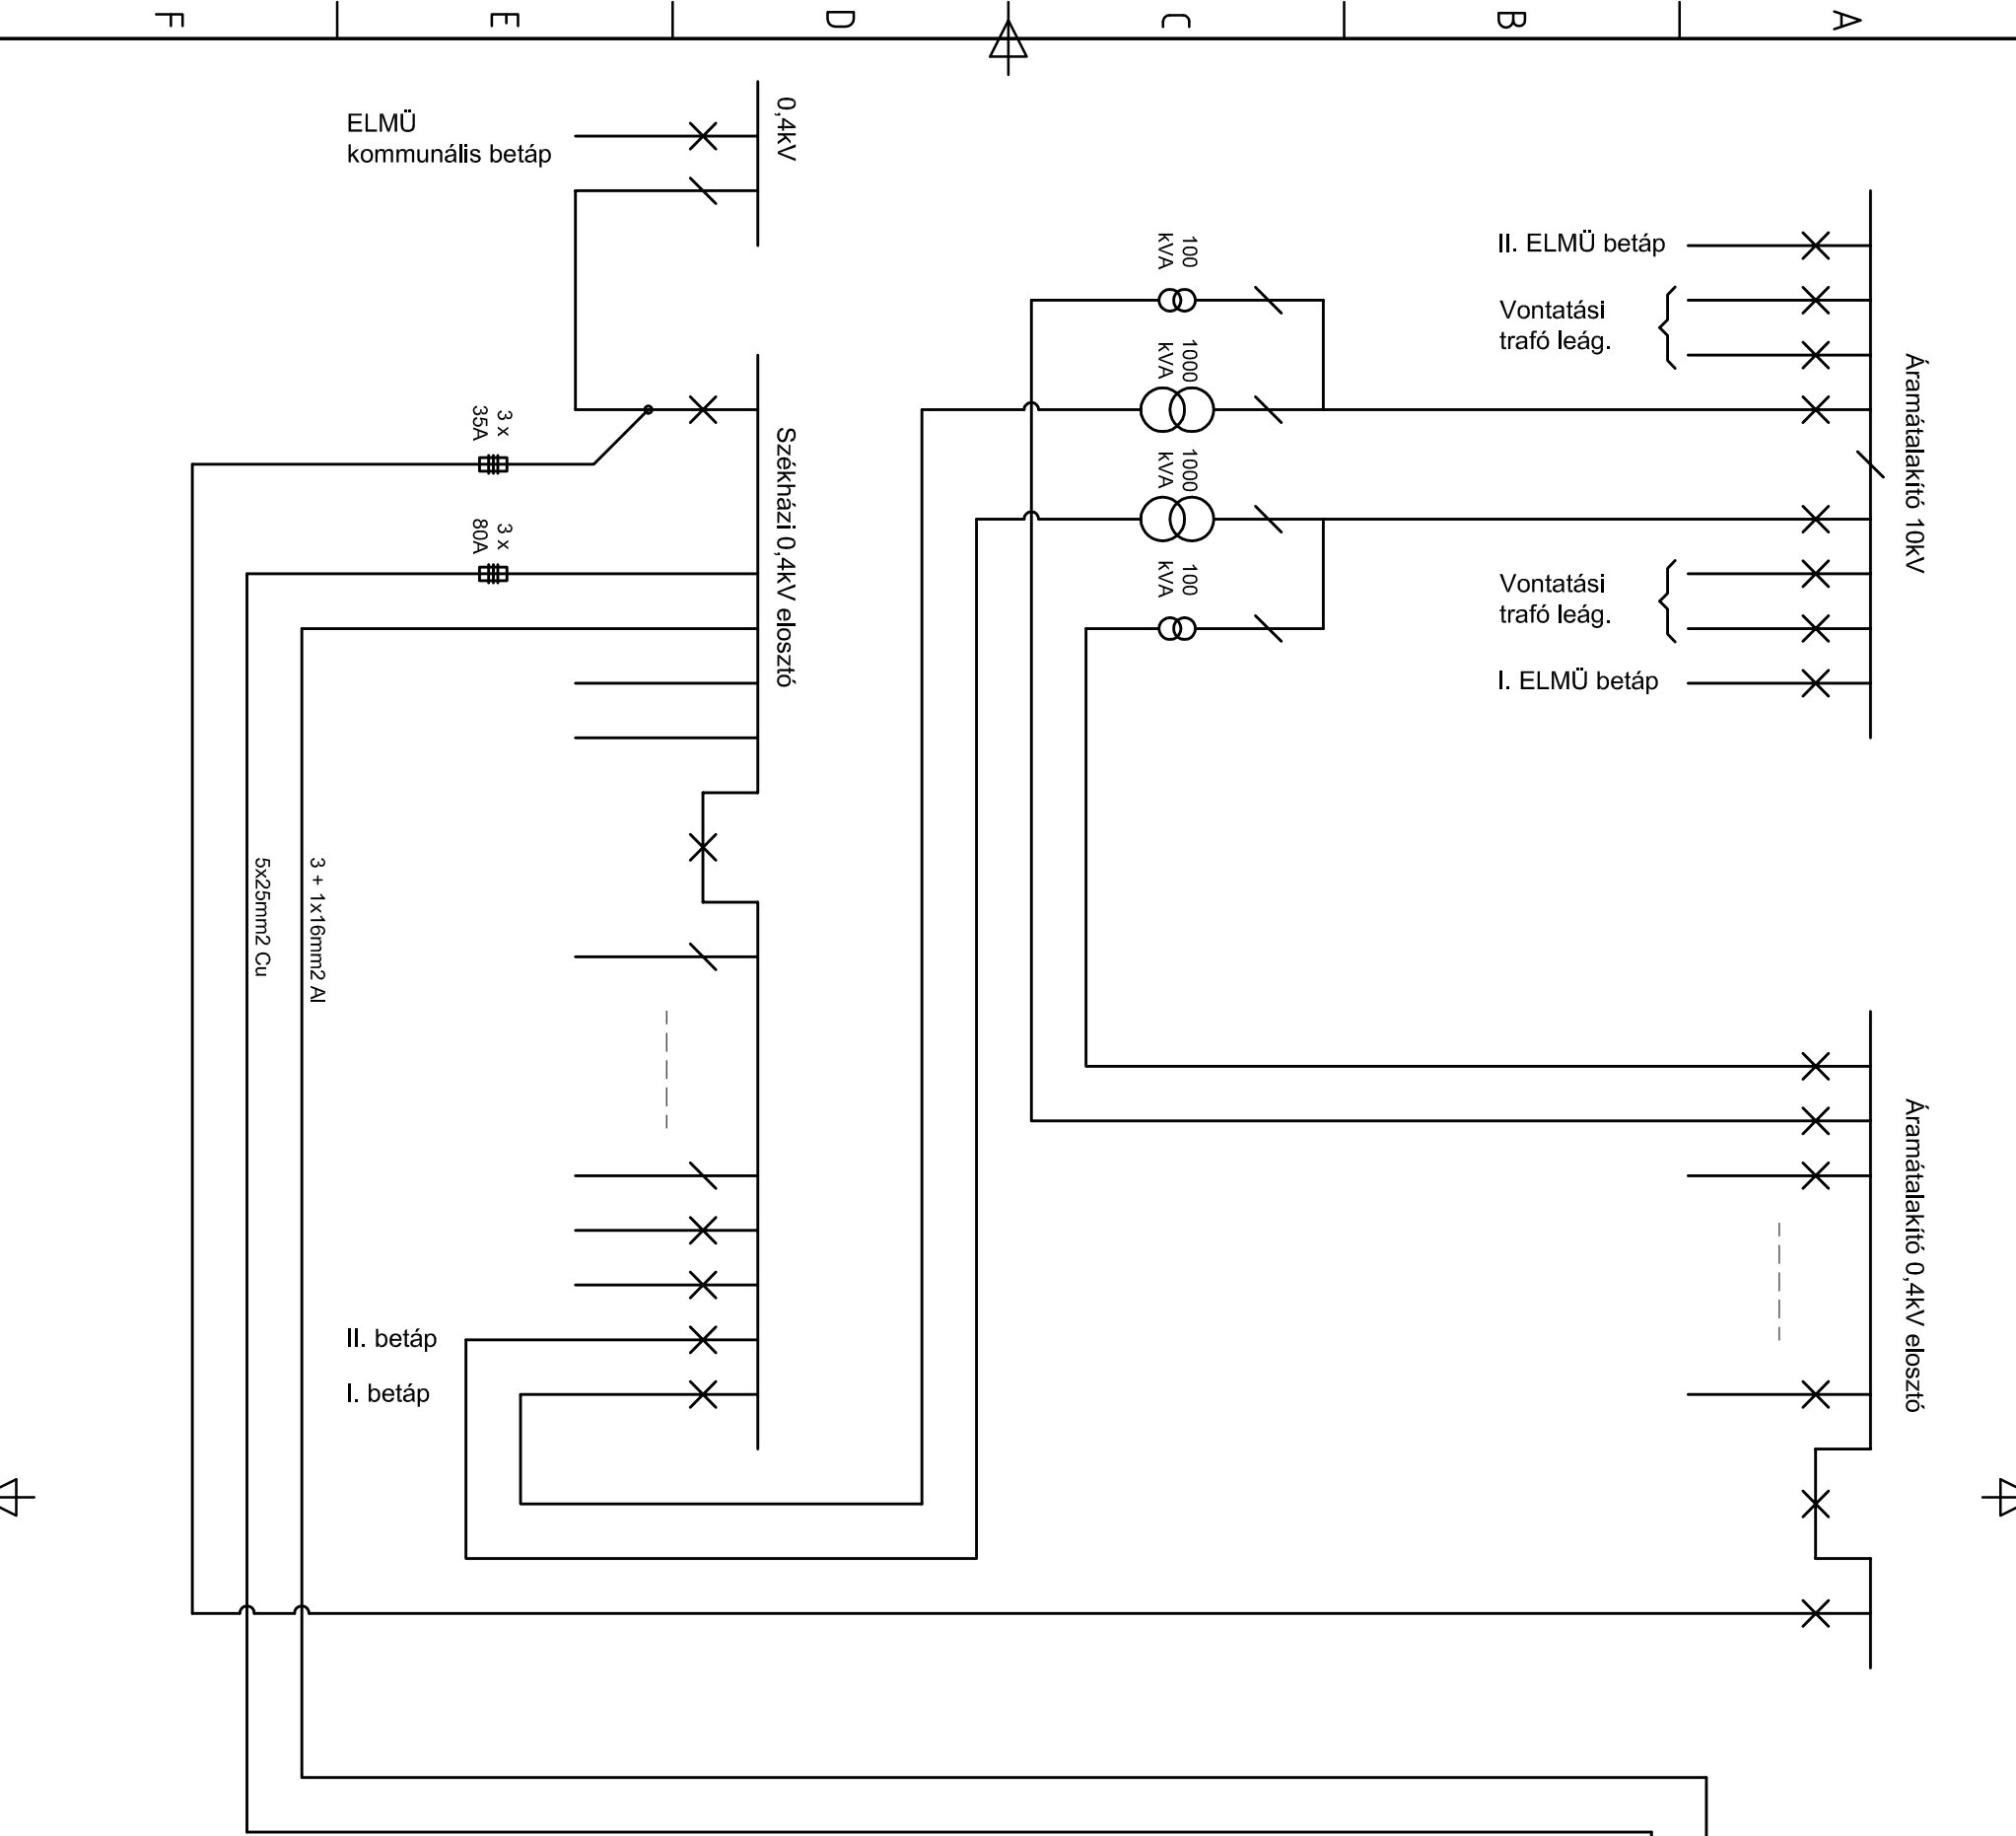 F
E
D
C
B
A
ELMÜ
kommunális betáp
0,4kV
II. ELMÜ betáp
Vontatási
trafó leág.
100
kVA
1000
kVA
1000
kVA
100
kVA
Vontatási
trafó leág.
I. ELMÜ betáp
Áramátalakító 10kV
3 x
35A
3 x
80A
Székházi 0,4kV elosztó
3 + 1x16mm2 Al
5x25mm2 Cu
Áramátalakító 0,4kV elosztó
II. betáp
I. betáp